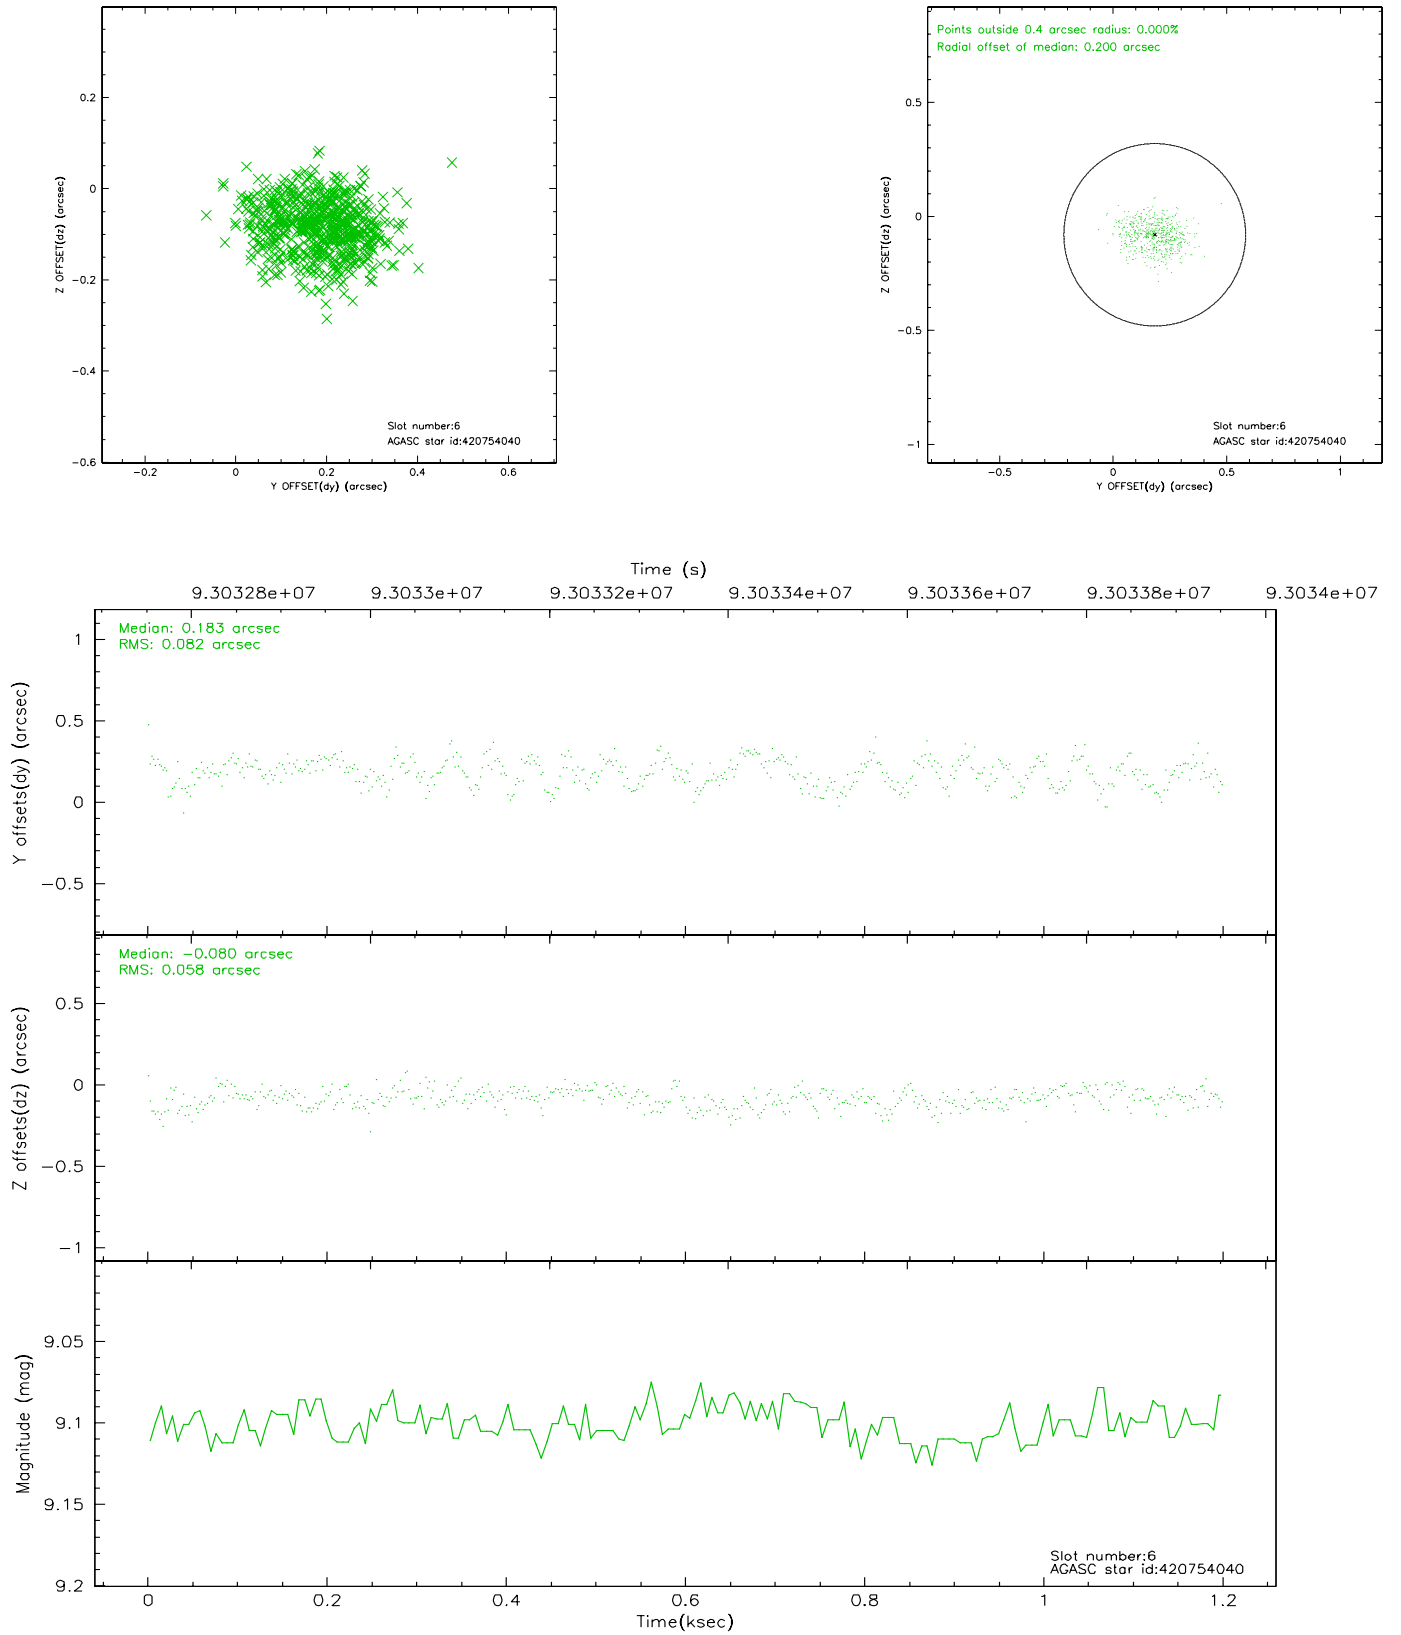 0.2
0
−0.2
−0.4
−0.6
Z OFFSET(dz) (arcsec)
Slot number:6
AGASC star id:420754040
−0.2 0 0.2 0.4 0.6
Y OFFSET(dy) (arcsec)
Points outside 0.4 arcsec radius: 0.000%
Radial offset of median: 0.200 arcsec
0.5
0
−0.5
−1
Z OFFSET(dz) (arcsec)
Slot number:6
AGASC star id:420754040
−0.5 0 0.5 1
Y OFFSET(dy) (arcsec)
Time (s)
9.30328e+07 9.3033e+07 9.30332e+07 9.30334e+07 9.30336e+07 9.30338e+07 9.3034e+07
Median: 0.183 arcsec
RMS: 0.082 arcsec
1
0.5
0
−0.5
Y offsets(dy) (arcsec)
Median: −0.080 arcsec
RMS: 0.058 arcsec
0.5
0
−0.5
−1
Z offsets(dz) (arcsec)
9.05
9.1
9.15
9.2
Magnitude (mag)
Slot number:6
AGASC star id:420754040
0 0.2 0.4 0.6 0.8 1 1.2
Time(ksec)